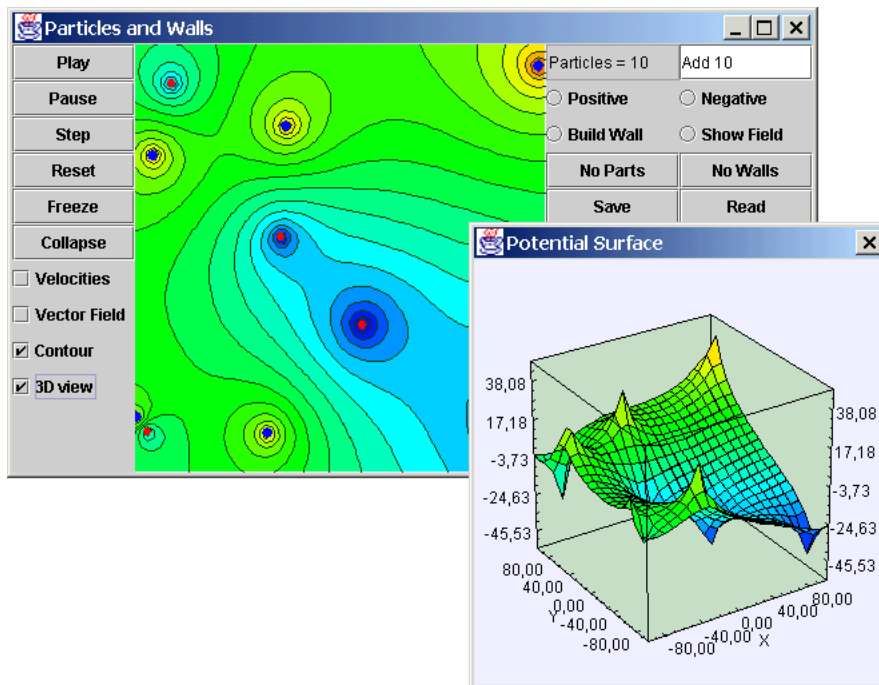 Particles and Walls
Play
Pause
Step
Reset
Freeze
Collapse
Velocities
Vector Field
Contour
3D view
Particles = 10 Add 10
Positive Negative
Build Wall Show Field
No Parts No Walls
Save Read
Potential Surface
38,08
17,18
-3,73
-24,63
-45,53
38,08
17,18
-3,73
-24,63
-45,53
80,00
40,00
0,00
-40,00
-80,00
Y
-80,00
-40,00
0,00
40,00
80,00
X